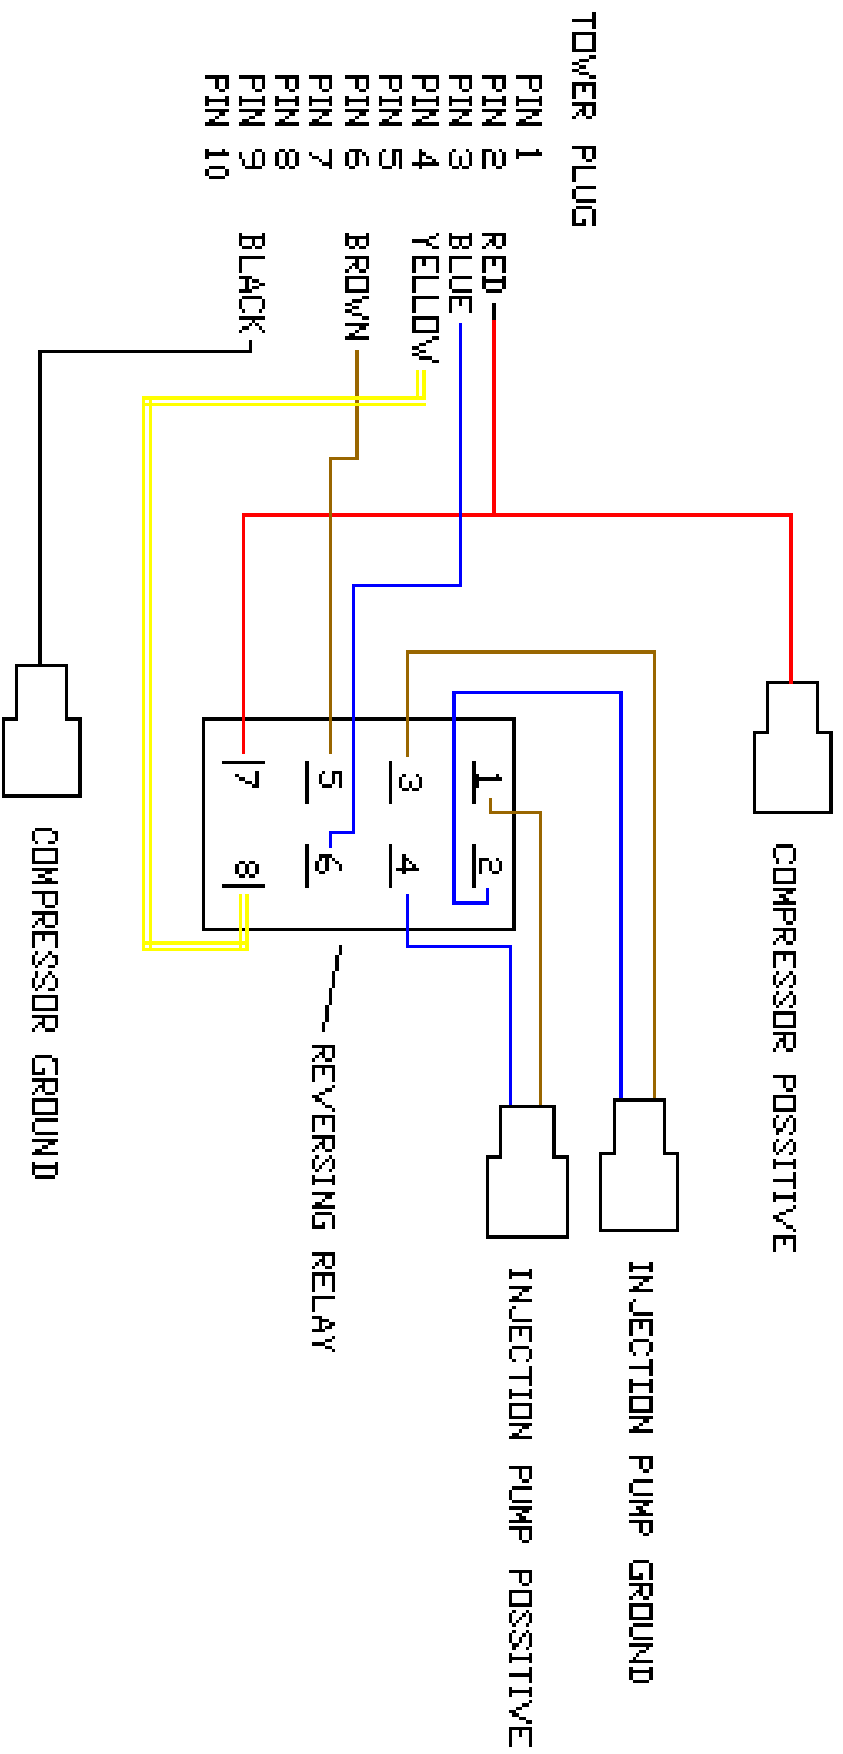 TOWER PLUG
PIN 1
PIN 2 RED
PIN 3 BLUE
PIN 4 YELLOW
PIN 5
PIN 6 BROWN
PIN 7
PIN 8
PIN 9 BLACK
PIN 10
COMPRESSOR POSSITIVE
INJECTION PUMP GROUND
INJECTION PUMP POSSITIVE
1 2
3 4
5 6
7 8
REVERSING RELAY
COMPRESSOR GROUND